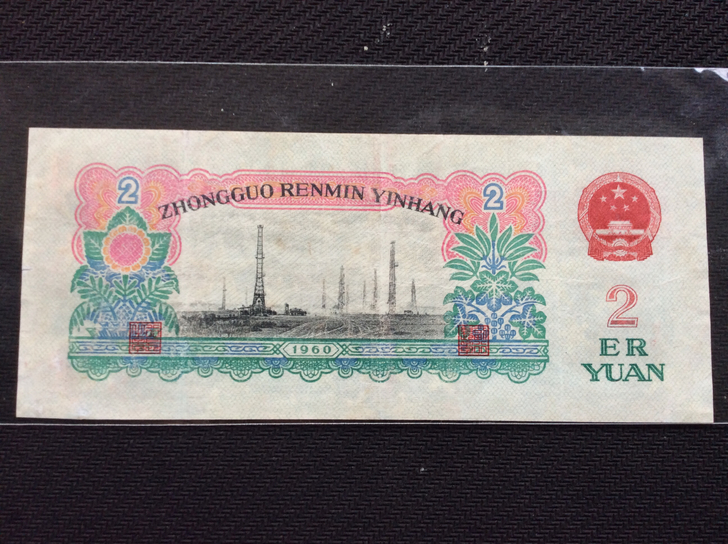 2 2
ZHONGGUO RENMIN YINHANG
1960
2
ER
YUAN